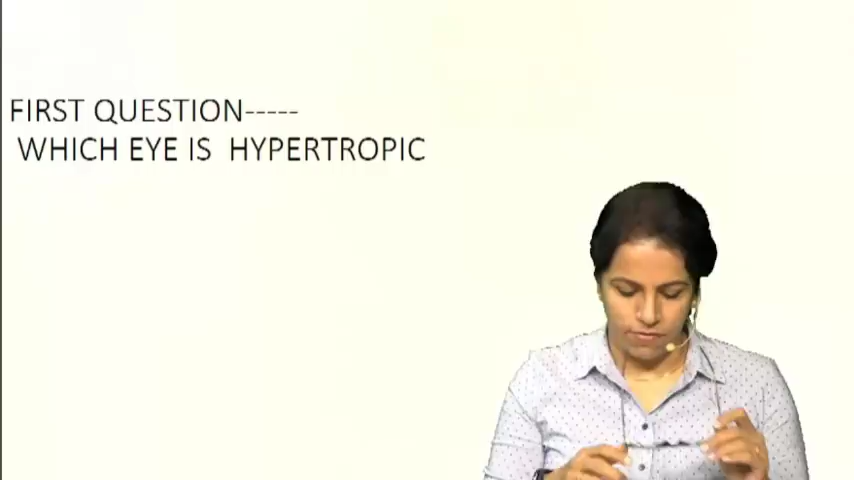 FIRST QUESTION-----
WHICH EYE IS HYPERTROPIC